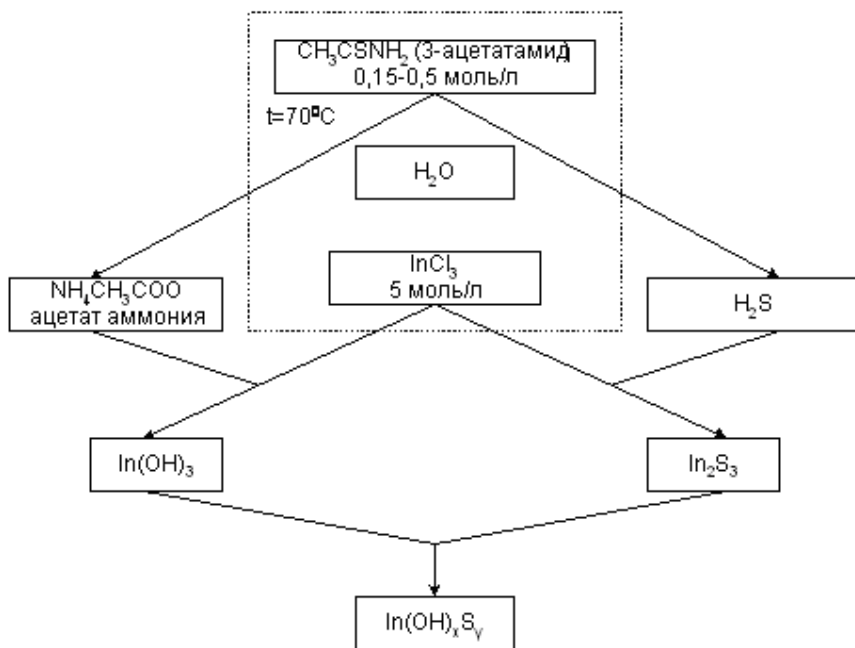 CH₃CSNH₂ (3-ацетатамид)
0,15-0,5 моль/л
t=70ºC
H₂O
InCl₃
5 моль/л
NH₄CH₃COO
ацетат аммония
H₂S
In(OH)₃
In₂S₃
In(OH)ₓSᵧ